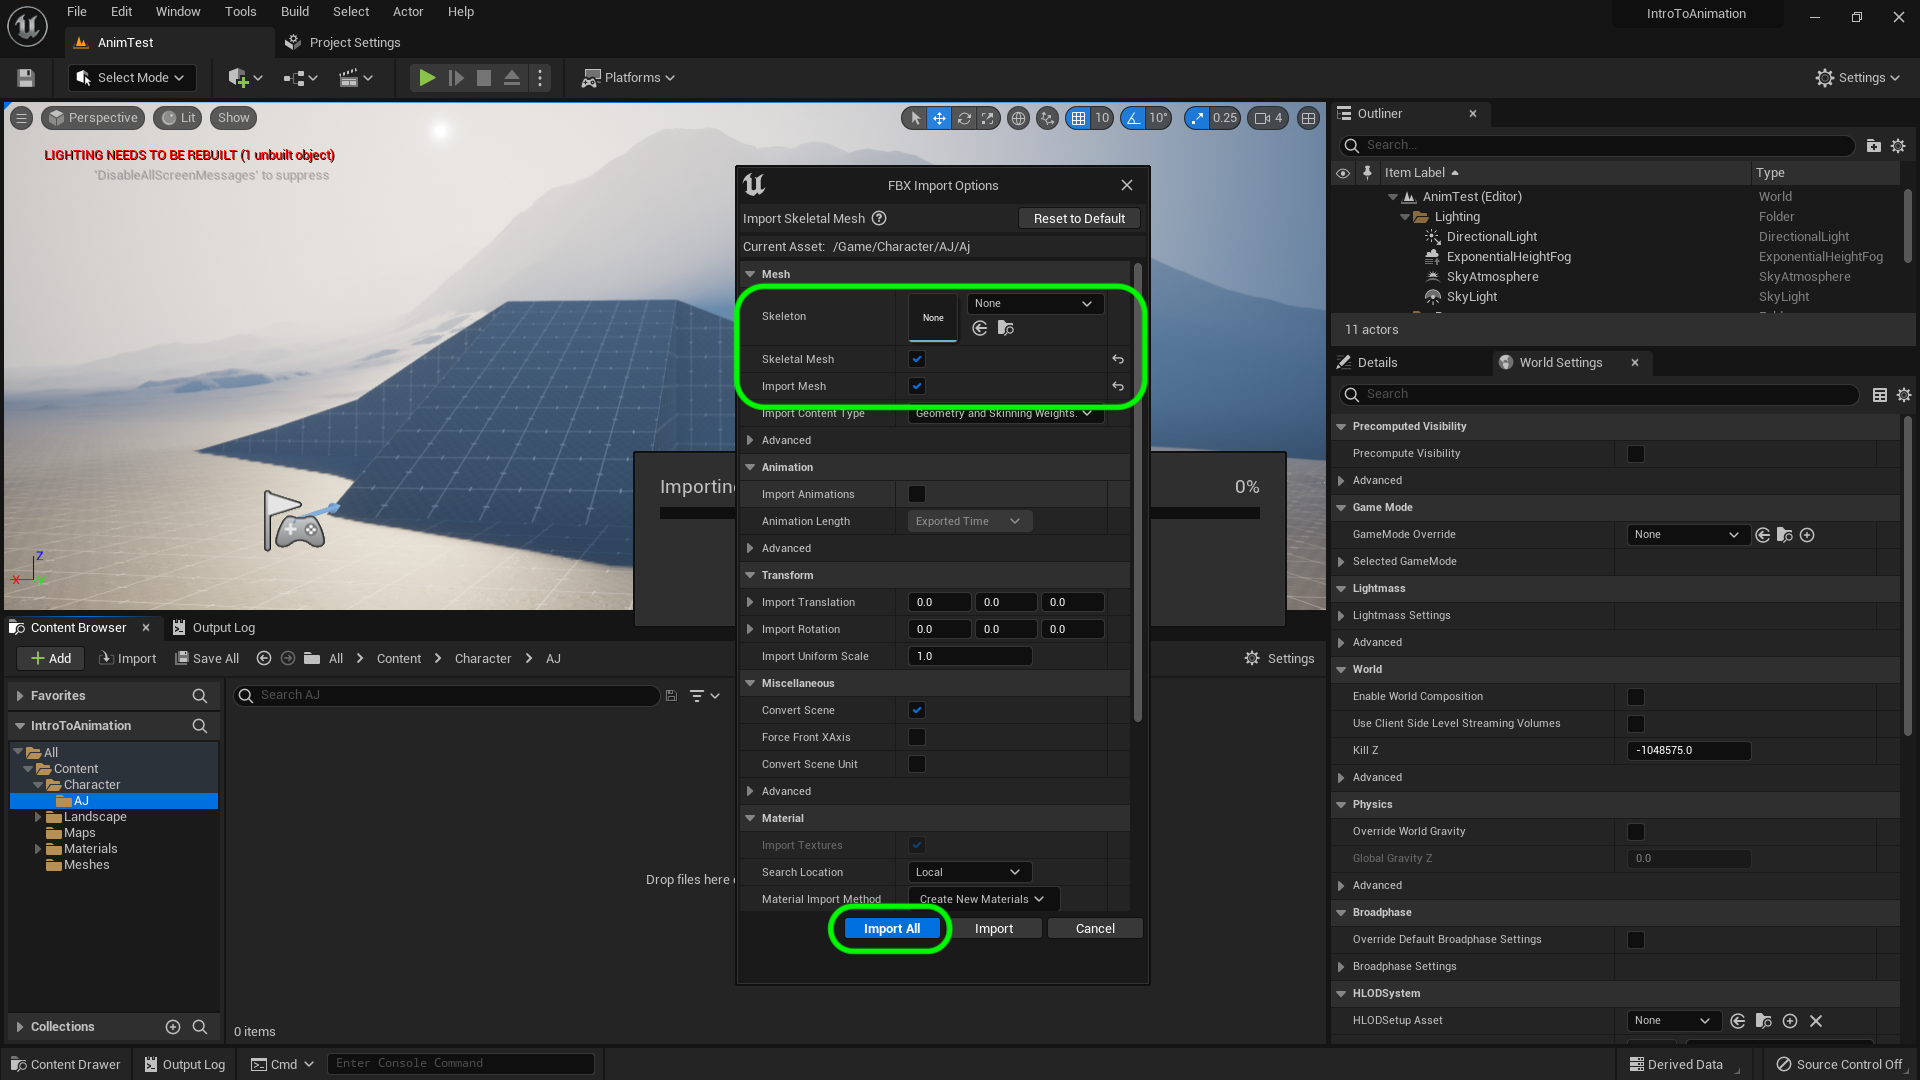 File Edit Window Tools Build Select Actor Help
IntroToAnimation
AnimTest
Project Settings
Select Mode
Platforms
Settings
Perspective
Lit
Show
10
10°
0.25
4
LIGHTING NEEDS TO BE REBUILT (1 unbuilt object)
'DisableAllScreenMessages' to suppress
Z
X
Y
FBX Import Options
Import Skeletal Mesh
Reset to Default
Current Asset: /Game/Character/AJ/Aj
Mesh
Skeleton
None
None
Skeletal Mesh
Import Mesh
Import Content Type
Geometry and Skinning Weights.
Advanced
Animation
Import Animations
Animation Length
Exported Time
Advanced
Transform
Import Translation 0.0 0.0 0.0
Import Rotation 0.0 0.0 0.0
Import Uniform Scale 1.0
Miscellaneous
Convert Scene
Force Front XAxis
Convert Scene Unit
Advanced
Material
Import Textures
Search Location Local
Material Import Method Create New Materials
Import All
Import
Cancel
0%
Outliner
Search...
Item Label
Type
AnimTest (Editor) World
Lighting Folder
DirectionalLight DirectionalLight
ExponentialHeightFog ExponentialHeightFog
SkyAtmosphere SkyAtmosphere
SkyLight SkyLight
11 actors
Details
World Settings
Search
Precomputed Visibility
Precompute Visibility
Advanced
Game Mode
GameMode Override None
Selected GameMode
Lightmass
Lightmass Settings
Advanced
World
Enable World Composition
Use Client Side Level Streaming Volumes
Kill Z -1048575.0
Advanced
Physics
Override World Gravity
Global Gravity Z 0.0
Advanced
Broadphase
Override Default Broadphase Settings
Broadphase Settings
HLODSystem
HLODSetup Asset None
Content Browser
Output Log
Add
Import
Save All
All
Content
Character
AJ
Settings
Favorites
Search AJ
IntroToAnimation
All
Content
Character
AJ
Landscape
Maps
Materials
Meshes
Drop files here
Collections
0 items
Content Drawer
Output Log
Cmd
Enter Console Command
Derived Data
Source Control Off